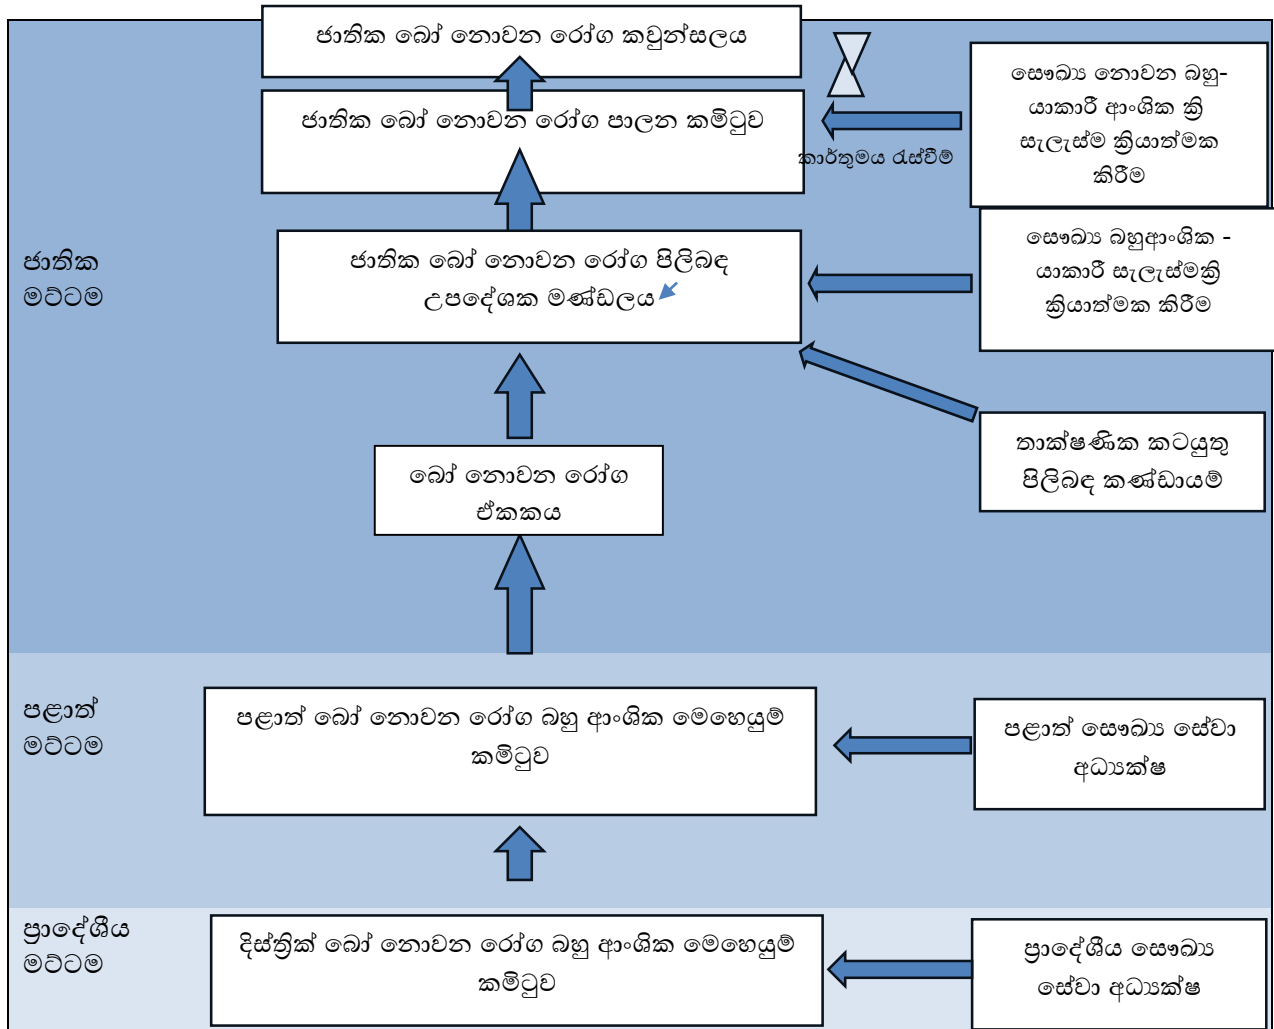 ජාතික බෝ නොවන රෝග කවුන්සලය
ජාතික බෝ නොවන රෝග පාලන කමිටුව
කාර්තුමය රැස්වීම්
සෞඛ්‍ය නොවන බහු-
යාකාරී ආංශික ක්‍රි
සැලැස්ම ක්‍රියාත්මක
කිරීම
ජාතික
මට්ටම
ජාතික බෝ නොවන රෝග පිලිබඳ
උපදේශක මණ්ඩලය
සෞඛ්‍ය බහුආංශික -
යාකාරී සැලැස්මක්‍රි
ක්‍රියාත්මක කිරීම
තාක්ෂණික කටයුතු
පිලිබඳ කණ්ඩායම්
බෝ නොවන රෝග
ඒකකය
පළාත්
මට්ටම
පළාත් බෝ නොවන රෝග බහු ආංශික මෙහෙයුම්
කමිටුව
පළාත් සෞඛ්‍ය සේවා
අධ්‍යක්ෂ
ප්‍රාදේශීය
මට්ටම
දිස්ත්‍රික් බෝ නොවන රෝග බහු ආංශික මෙහෙයුම්
කමිටුව
ප්‍රාදේශීය සෞඛ්‍ය
සේවා අධ්‍යක්ෂ